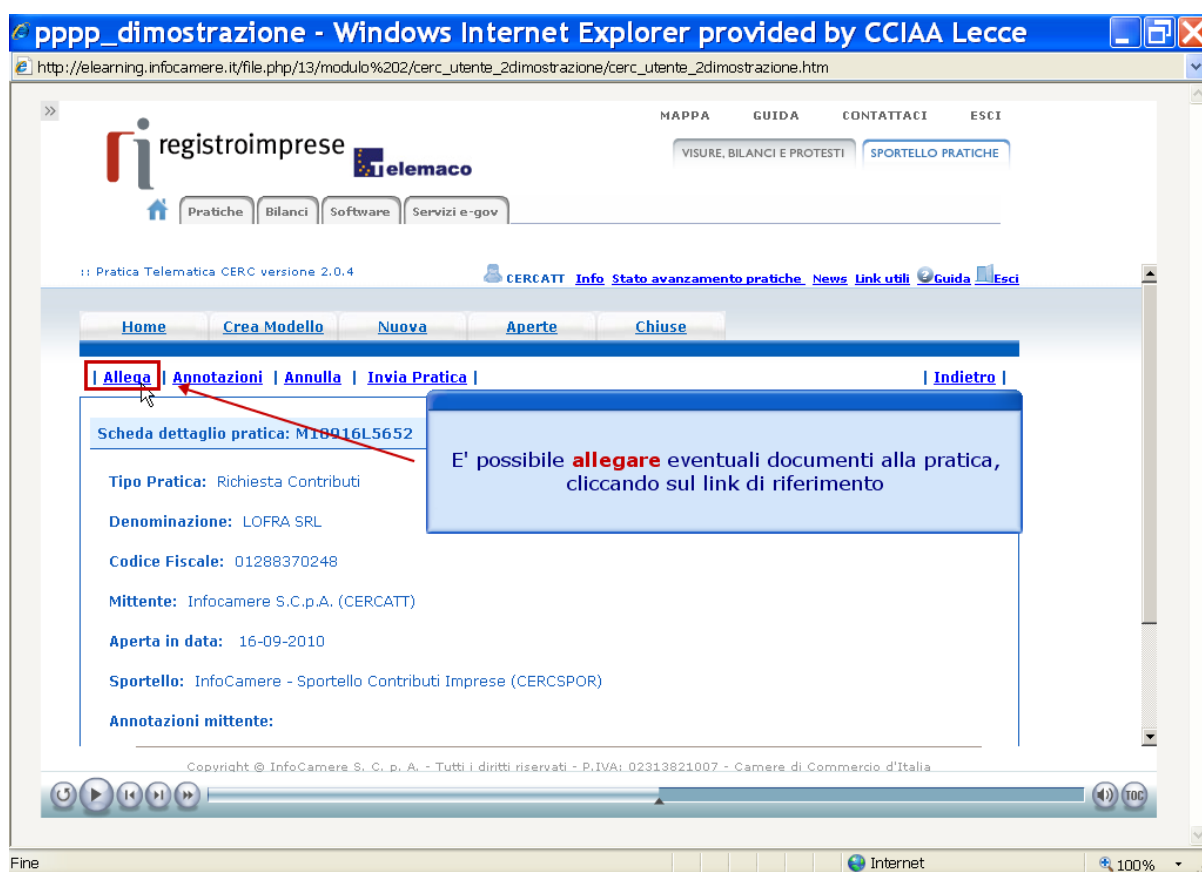 pppp_dimostrazione - Windows Internet Explorer provided by CCIAA Lecce
http://elearning.infocamere.it/file.php/13/modulo%202/cerc_utente_2dimostrazione/cerc_utente_2dimostrazione.htm
MAPPA GUIDA CONTATTACI ESCI
registroimprese
Telemaco
VISURE, BILANCI E PROTESTI SPORTELLO PRATICHE
Pratiche Bilanci Software Servizi e-gov
:: Pratica Telematica CERC versione 2.0.4
CERCATT Info Stato avanzamento pratiche News Link utili Guida Esci
Home Crea Modello Nuova Aperte Chiuse
| Allega | Annotazioni | Annulla | Invia Pratica | | Indietro |
Scheda dettaglio pratica: M18916L5652
E' possibile allegare eventuali documenti alla pratica,
cliccando sul link di riferimento
Tipo Pratica: Richiesta Contributi
Denominazione: LOFRA SRL
Codice Fiscale: 01288370248
Mittente: Infocamere S.C.p.A. (CERCATT)
Aperta in data: 16-09-2010
Sportello: InfoCamere - Sportello Contributi Imprese (CERCSPOR)
Annotazioni mittente:
Copyright @ InfoCamere S. C. p. A. - Tutti i diritti riservati - P.IVA: 02313821007 - Camere di Commercio d'Italia
TOC
Fine Internet 100%